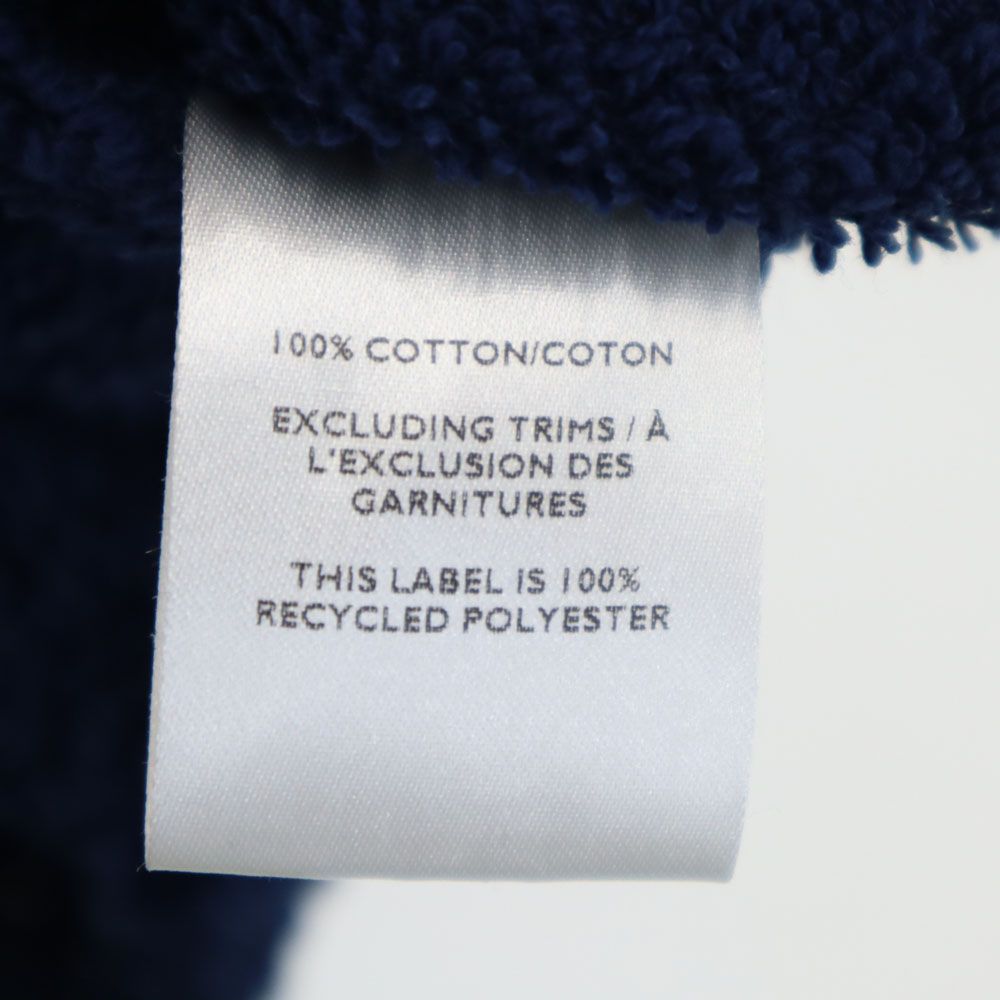 100% COTTON/COTON
EXCLUDING TRIMS / À
L'EXCLUSION DES
GARNITURES
THIS LABEL IS 100%
RECYCLED POLYESTER